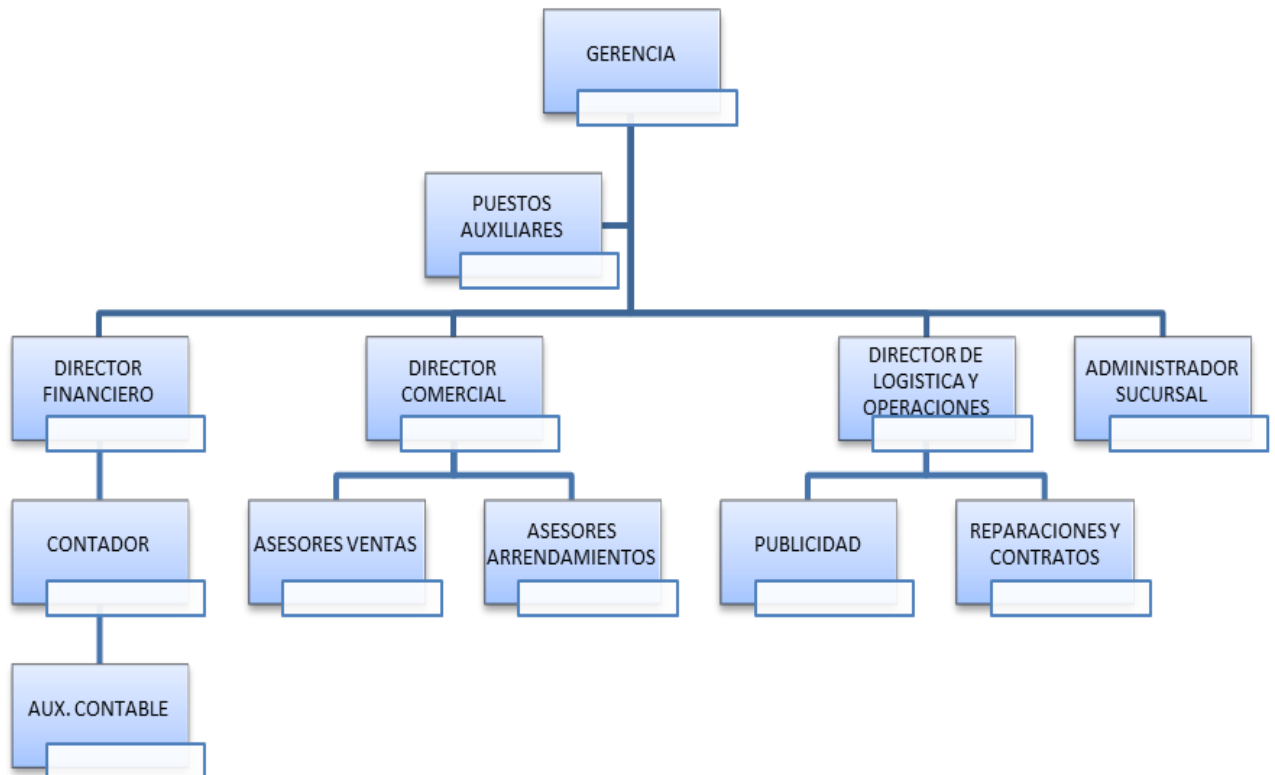 GERENCIA
PUESTOS
AUXILIARES
DIRECTOR
FINANCIERO
DIRECTOR
COMERCIAL
DIRECTOR DE
LOGISTICA Y
OPERACIONES
ADMINISTRADOR
SUCURSAL
CONTADOR
ASESORES VENTAS
ASESORES
ARRENDAMIENTOS
PUBLICIDAD
REPARACIONES Y
CONTRATOS
AUX. CONTABLE